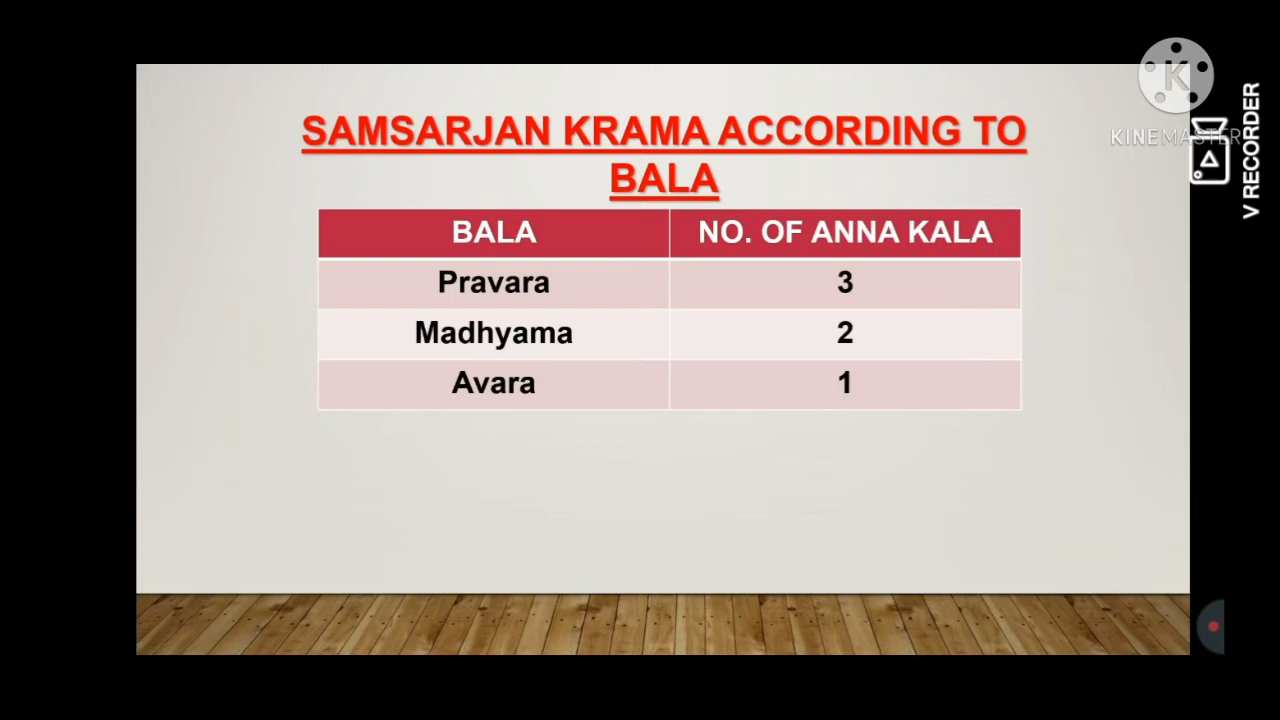 SAMSARJAN KRAMA ACCORDING TO
BALA
BALA NO. OF ANNA KALA
Pravara 3
Madhyama 2
Avara 1
K
KINEMASTER
V RECORDER